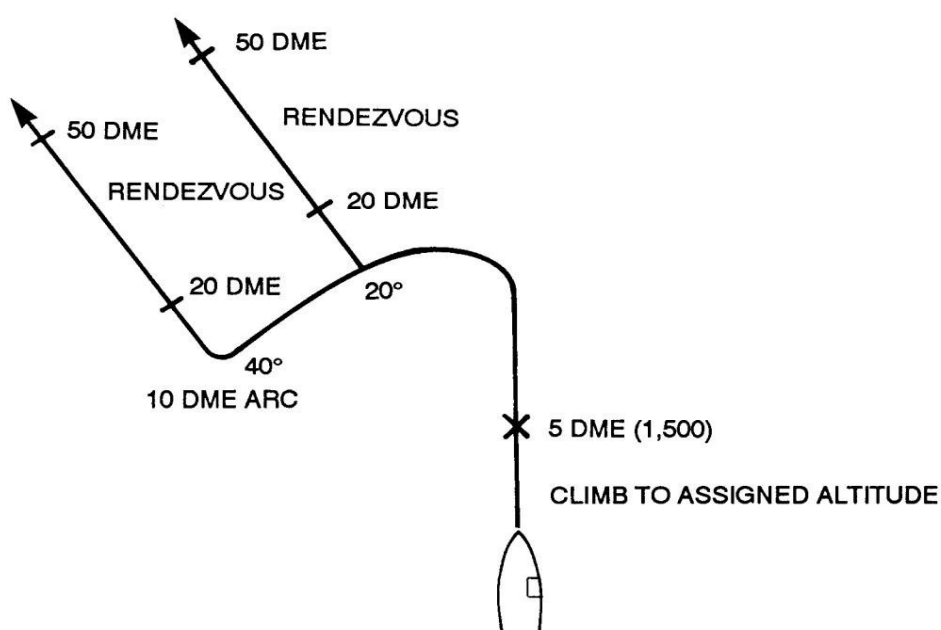 50 DME
50 DME
RENDEZVOUS
RENDEZVOUS
20 DME
20 DME
20°
40°
10 DME ARC
5 DME (1,500)
CLIMB TO ASSIGNED ALTITUDE